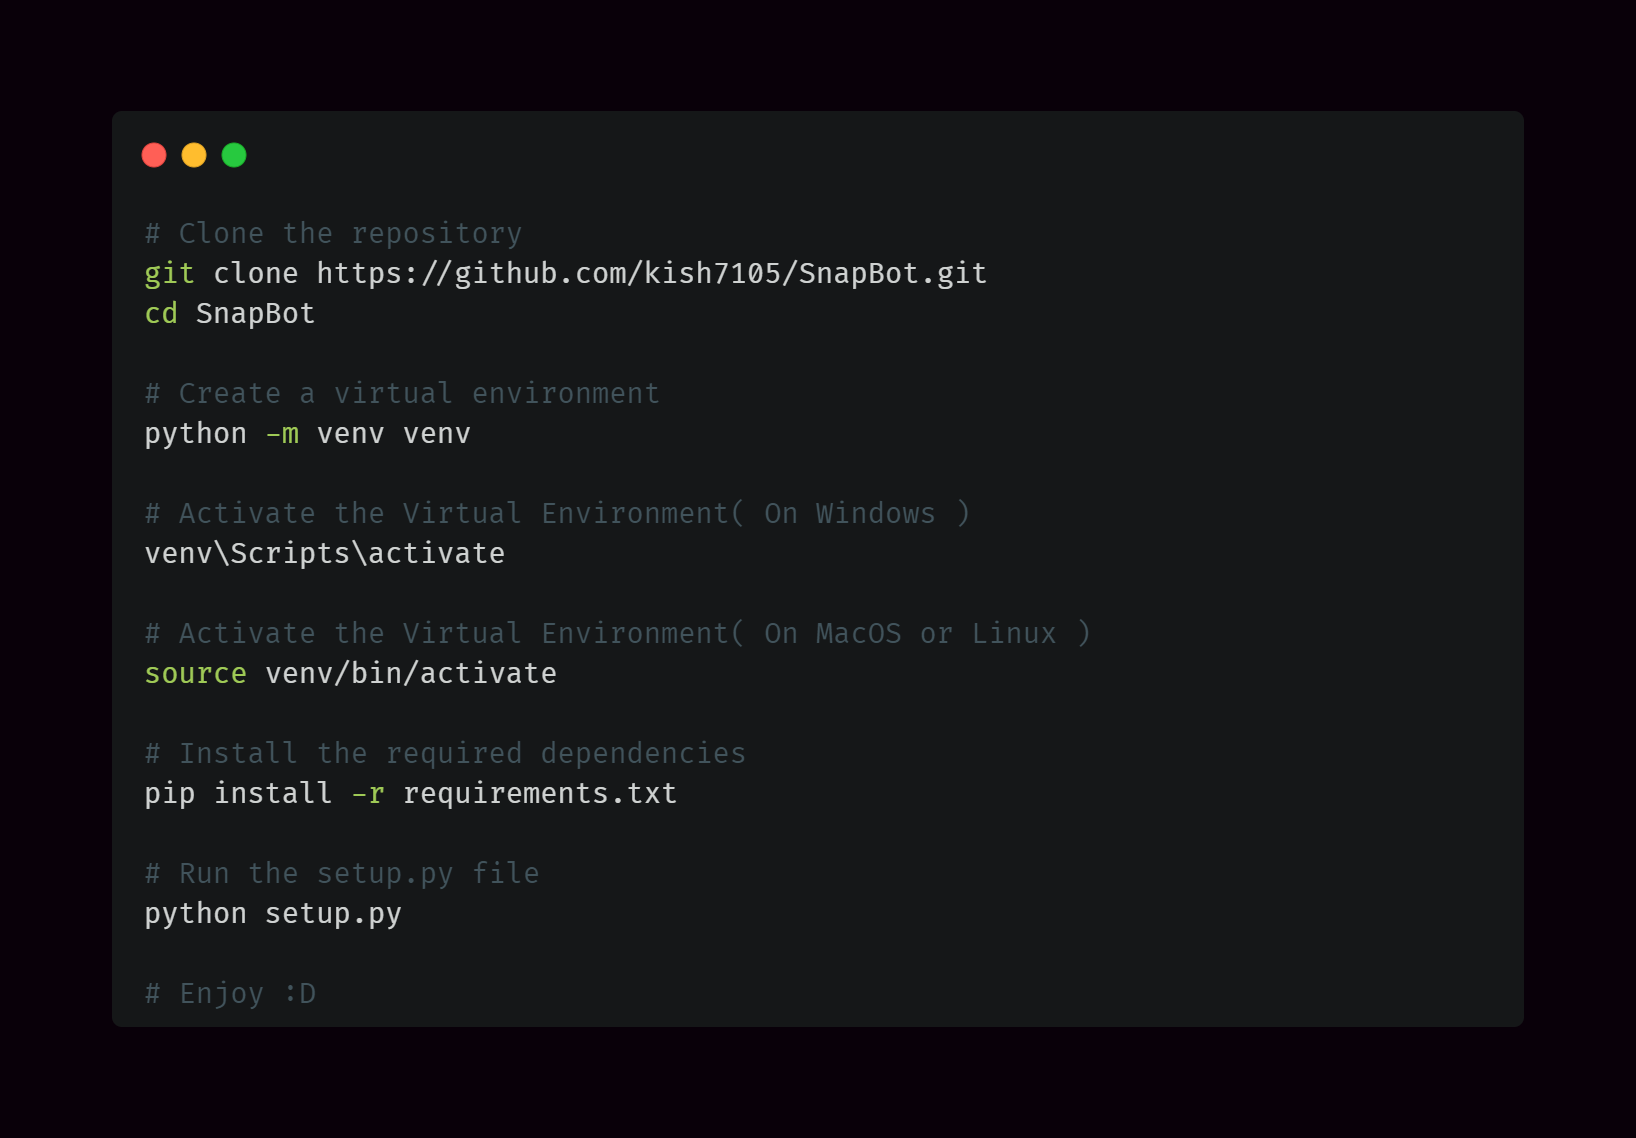 # Clone the repository
git clone https://github.com/kish7105/SnapBot.git
cd SnapBot
# Create a virtual environment
python -m venv venv
# Activate the Virtual Environment( On Windows )
venv\Scripts\activate
# Activate the Virtual Environment( On MacOS or Linux )
source venv/bin/activate
# Install the required dependencies
pip install -r requirements.txt
# Run the setup.py file
python setup.py
# Enjoy :D